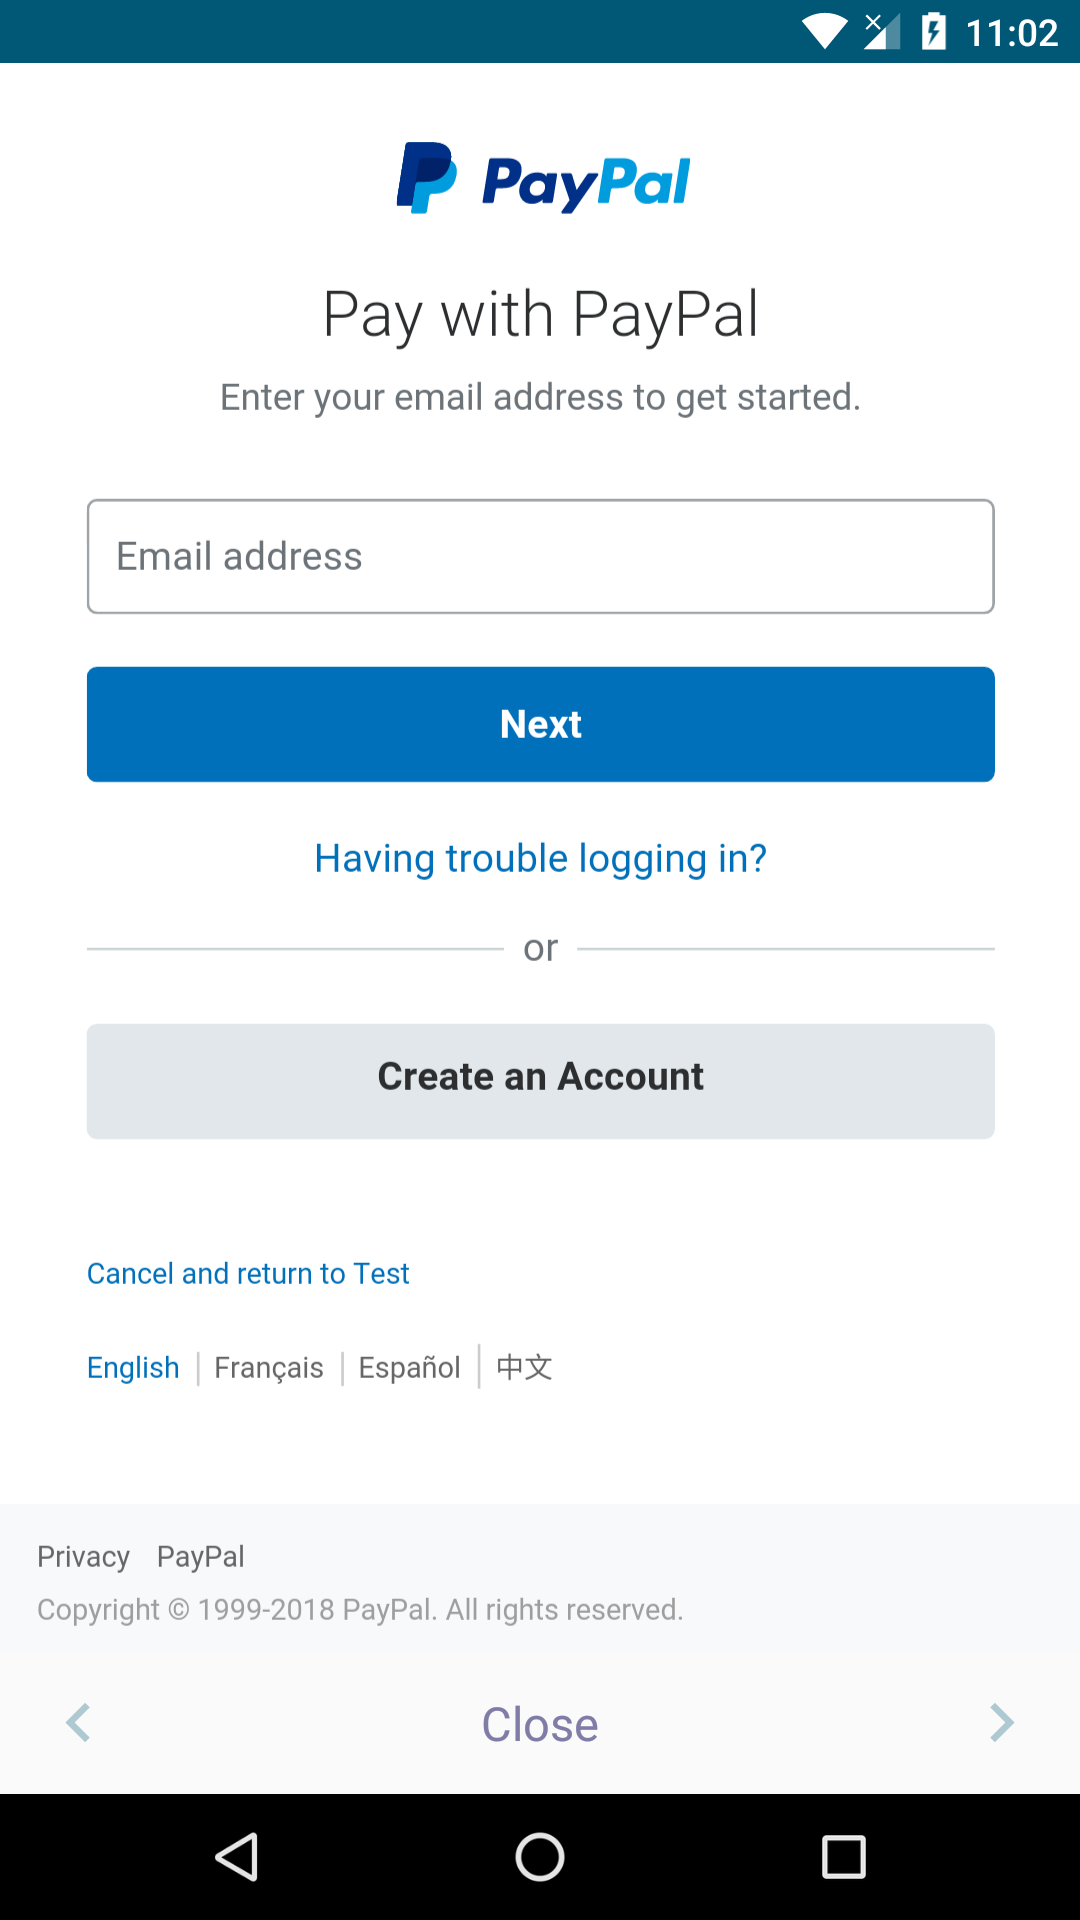 11:02
PayPal
Pay with PayPal
Enter your email address to get started.
Email address
Next
Having trouble logging in?
or
Create an Account
Cancel and return to Test
English Français Español 中文
Privacy PayPal
Copyright © 1999-2018 PayPal. All rights reserved.
Close